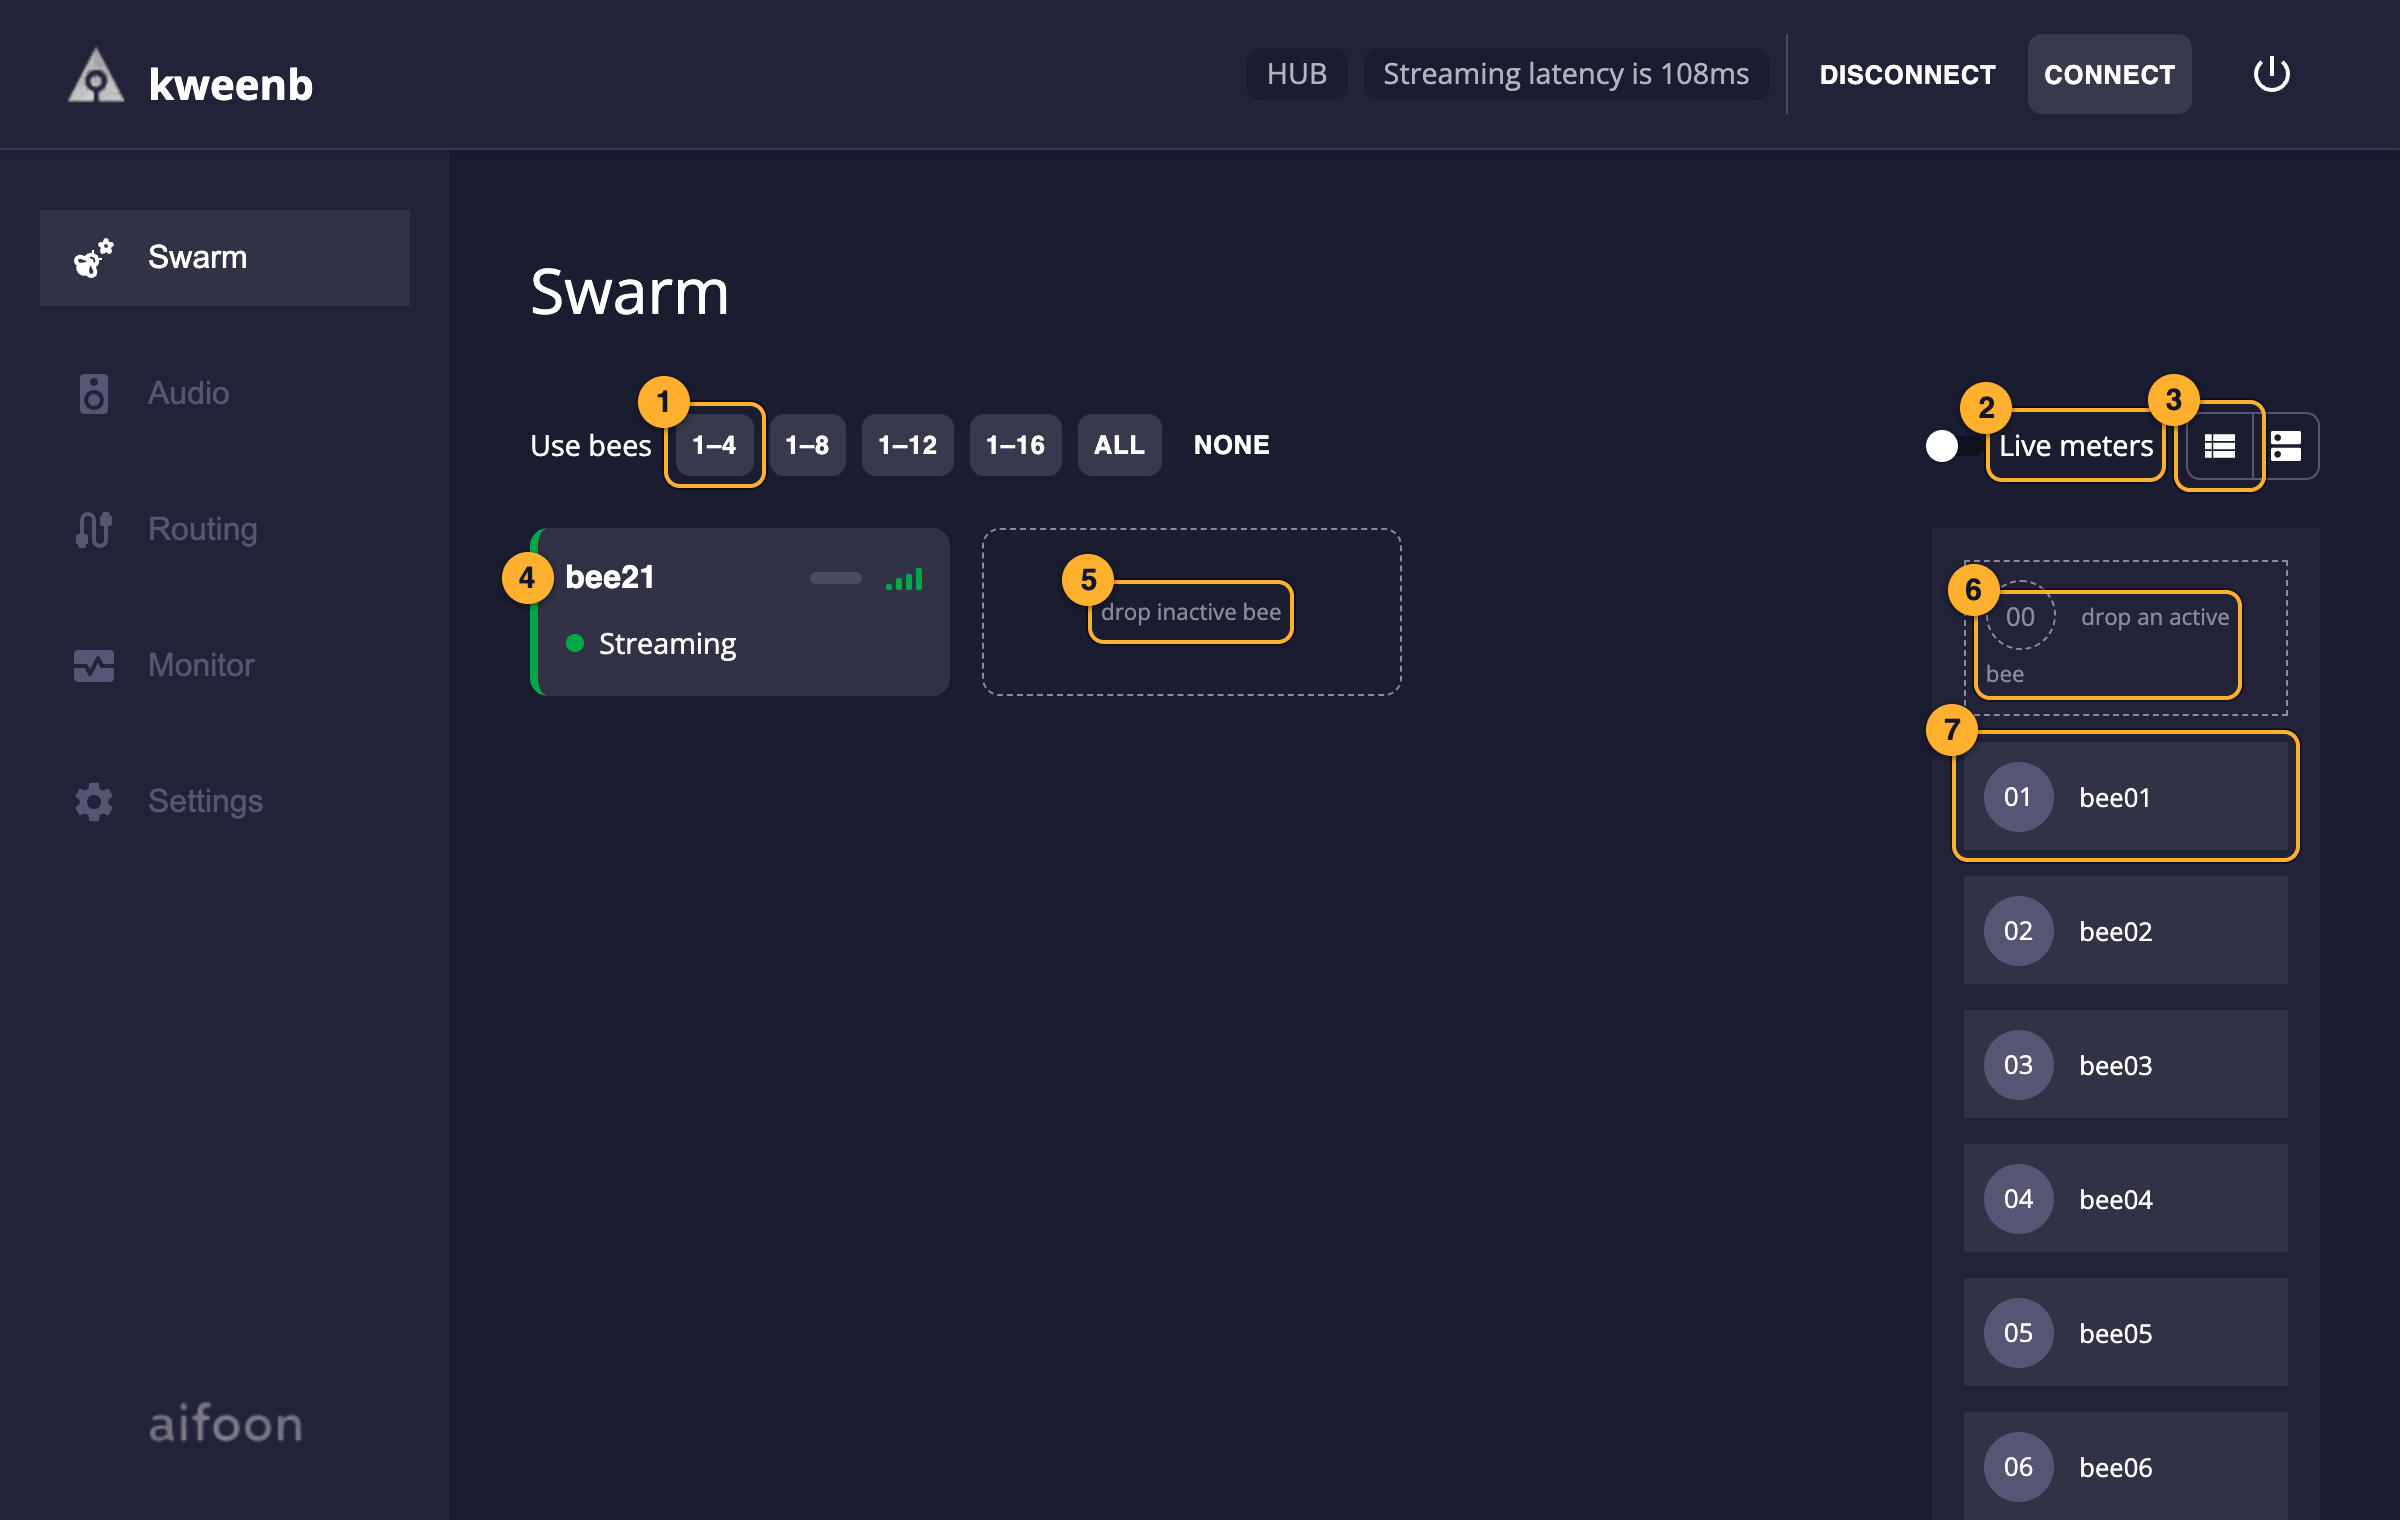 kweenb
HUB
Streaming latency is 108ms
DISCONNECT
CONNECT
Swarm
Audio
Routing
Monitor
Settings
aifoon
Swarm
Use bees
1
1–4
1–8
1–12
1–16
ALL
NONE
2
Live meters
3
4
bee21
Streaming
5
drop inactive bee
6
00
drop an active
bee
7
01
bee01
02
bee02
03
bee03
04
bee04
05
bee05
06
bee06